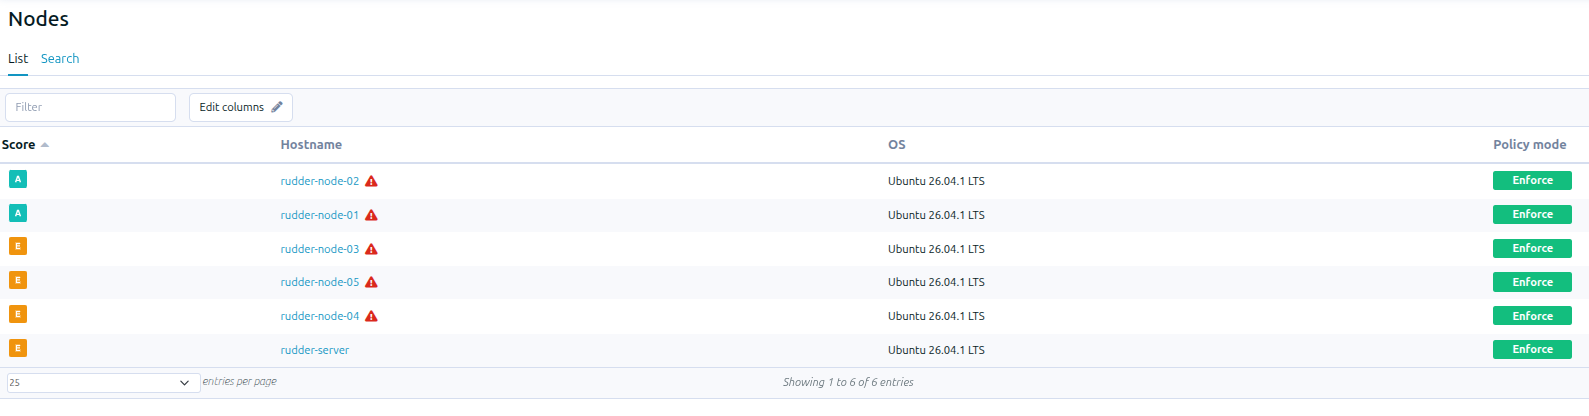 Nodes
List Search
Filter Edit columns
Score Hostname OS Policy mode
A rudder-node-02 Ubuntu 26.04.1 LTS Enforce
A rudder-node-01 Ubuntu 26.04.1 LTS Enforce
E rudder-node-03 Ubuntu 26.04.1 LTS Enforce
E rudder-node-05 Ubuntu 26.04.1 LTS Enforce
E rudder-node-04 Ubuntu 26.04.1 LTS Enforce
E rudder-server Ubuntu 26.04.1 LTS Enforce
25 entries per page Showing 1 to 6 of 6 entries